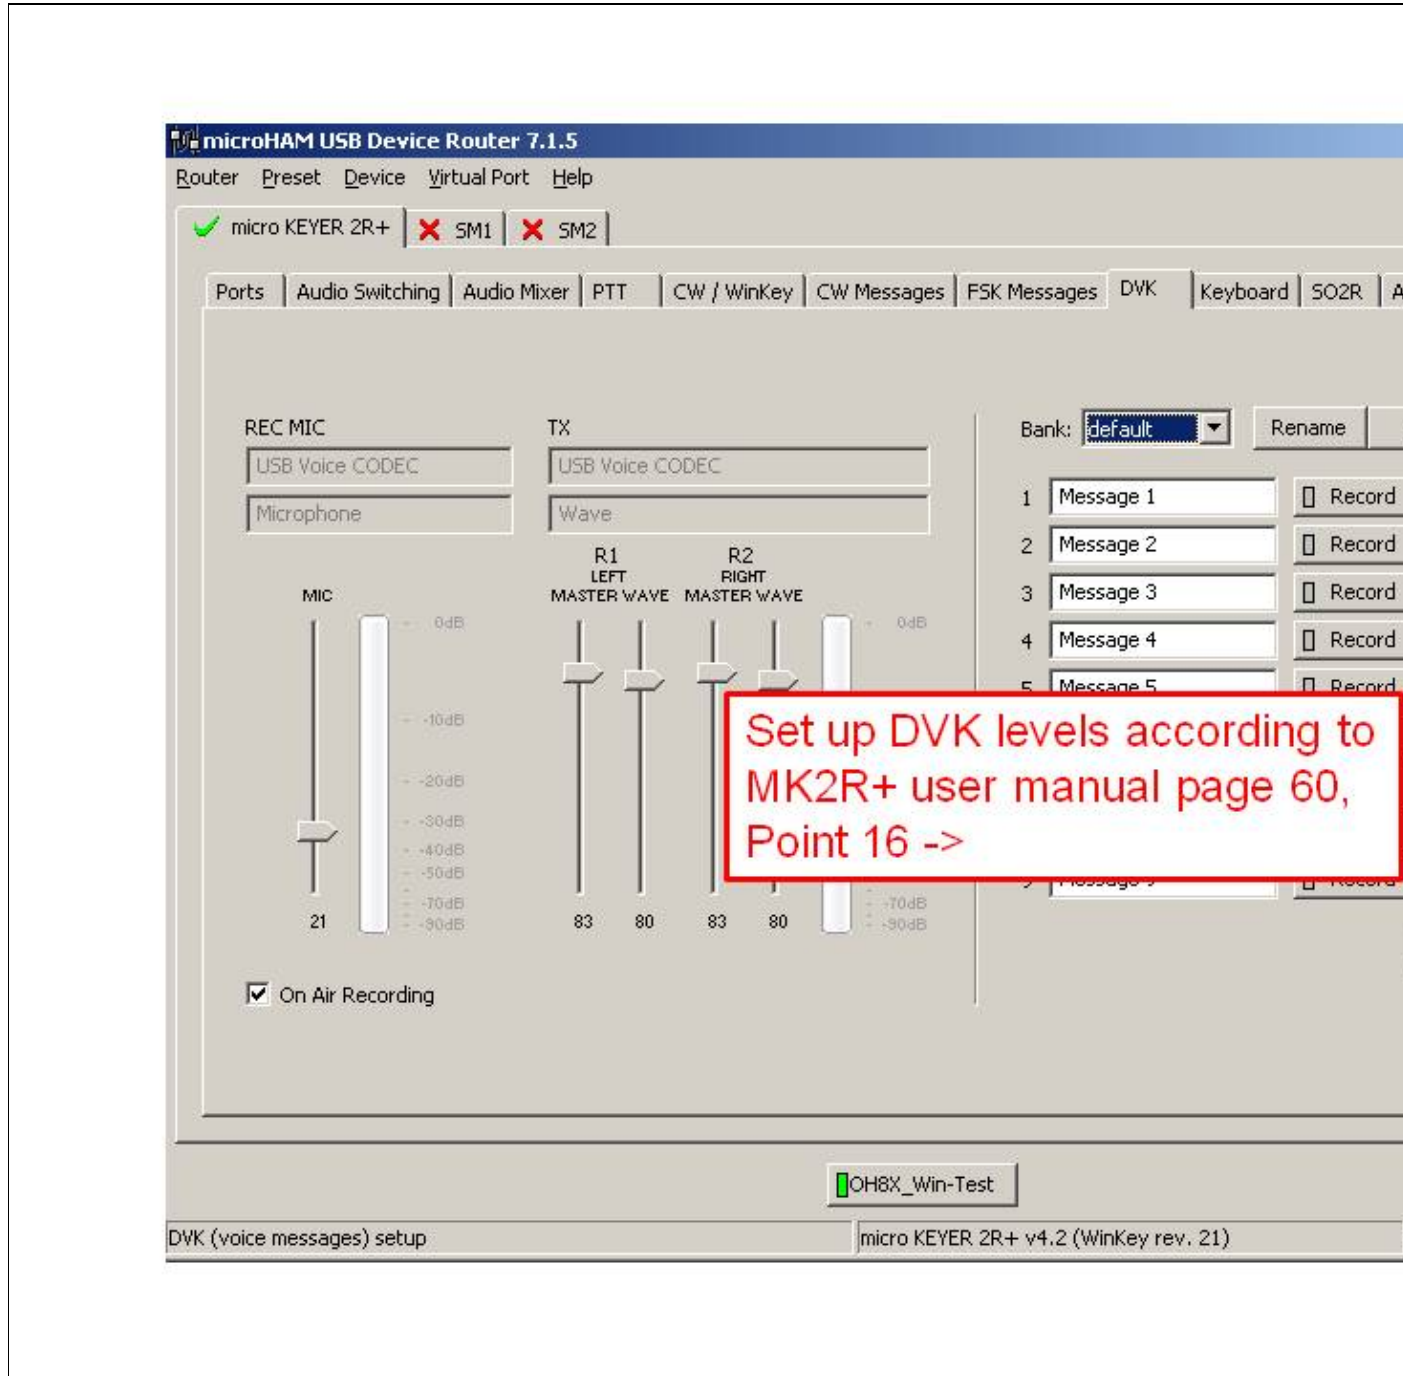 microHAM USB Device Router 7.1.5
Router Preset Device Virtual Port Help
micro KEYER 2R+ SM1 SM2
Ports Audio Switching Audio Mixer PTT CW / WinKey CW Messages FSK Messages DVK Keyboard SO2R A
REC MIC TX
Bank: default Rename
USB Voice CODEC USB Voice CODEC
Microphone Wave
1 Message 1 Record
2 Message 2 Record
3 Message 3 Record
4 Message 4 Record
5 Message 5 Record
R1 R2
LEFT RIGHT
MIC MASTER WAVE MASTER WAVE
0dB 0dB
-10dB
-20dB
-30dB
-40dB
-50dB
-70dB -70dB
-90dB -90dB
21 83 80 83 80
Set up DVK levels according to
MK2R+ user manual page 60,
Point 16 ->
On Air Recording
OH8X_Win-Test
DVK (voice messages) setup micro KEYER 2R+ v4.2 (WinKey rev. 21)